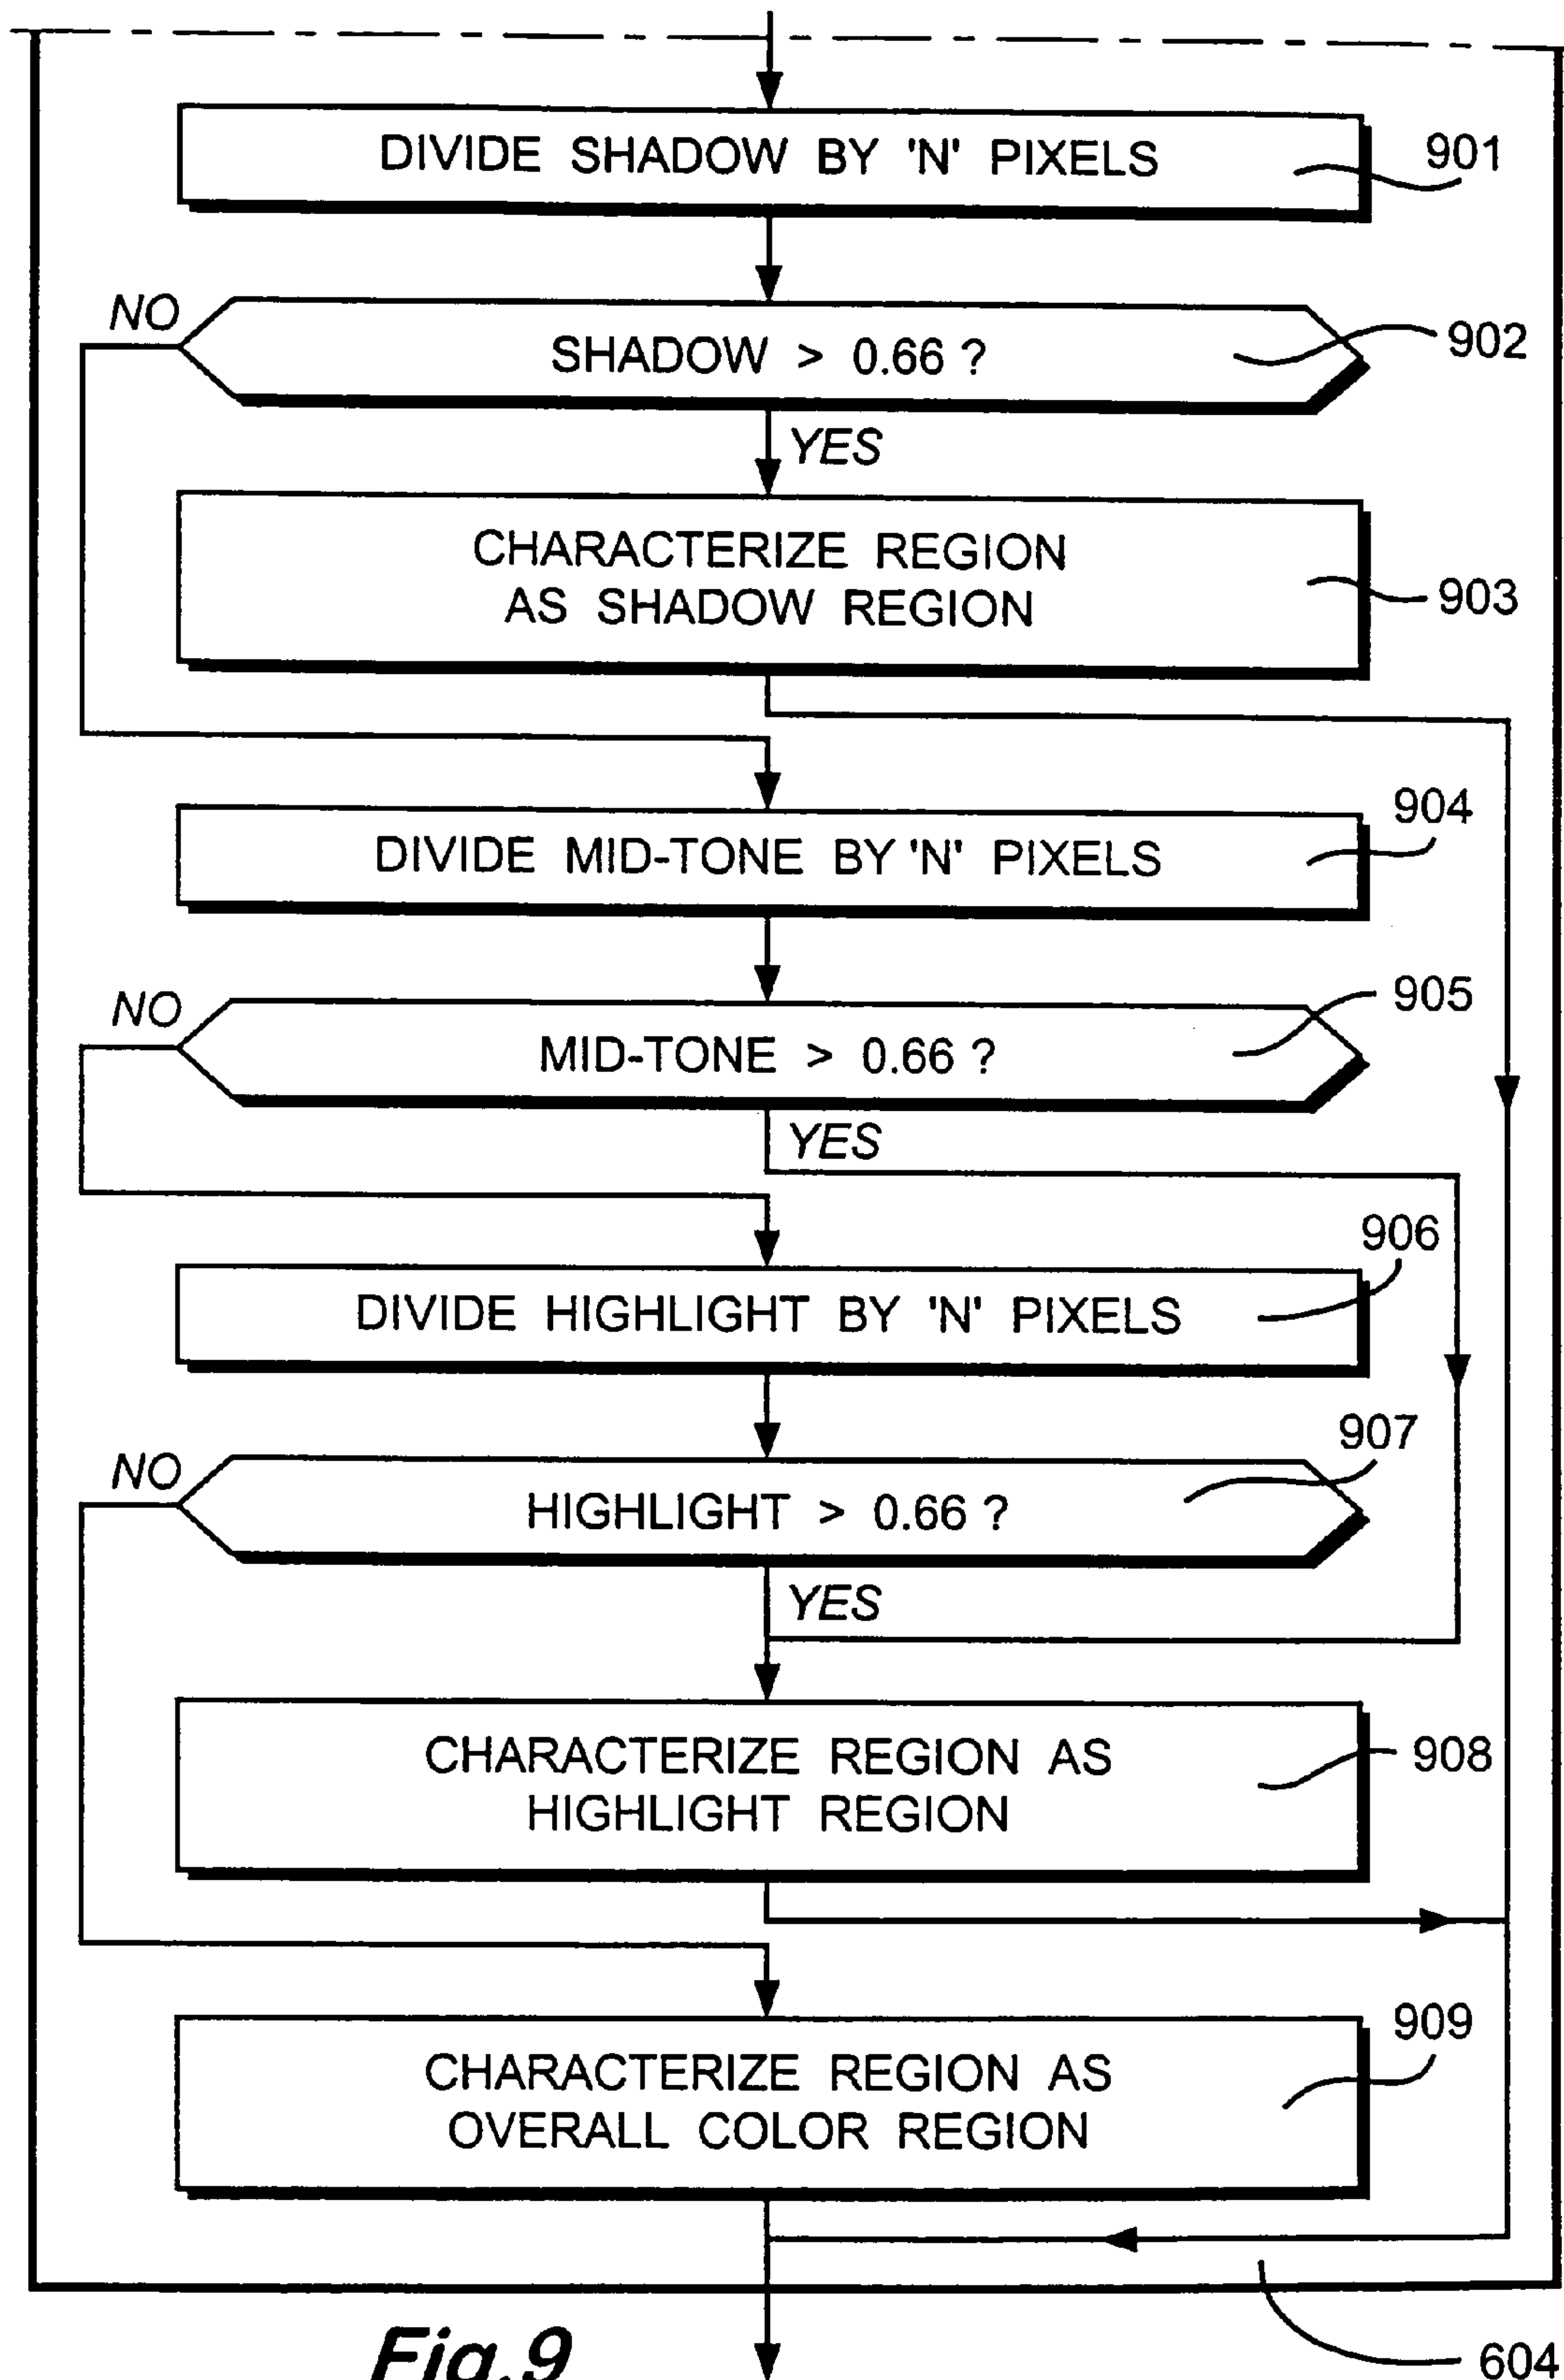 DIVIDE SHADOW BY 'N' PIXELS
901
NO
SHADOW > 0.66 ?
902
YES
CHARACTERIZE REGION
AS SHADOW REGION
903
904
DIVIDE MID-TONE BY 'N' PIXELS
NO
905
MID-TONE > 0.66 ?
YES
906
DIVIDE HIGHLIGHT BY 'N' PIXELS
907
NO
HIGHLIGHT > 0.66 ?
YES
CHARACTERIZE REGION AS
HIGHLIGHT REGION
908
909
CHARACTERIZE REGION AS
OVERALL COLOR REGION
Fig.9
604